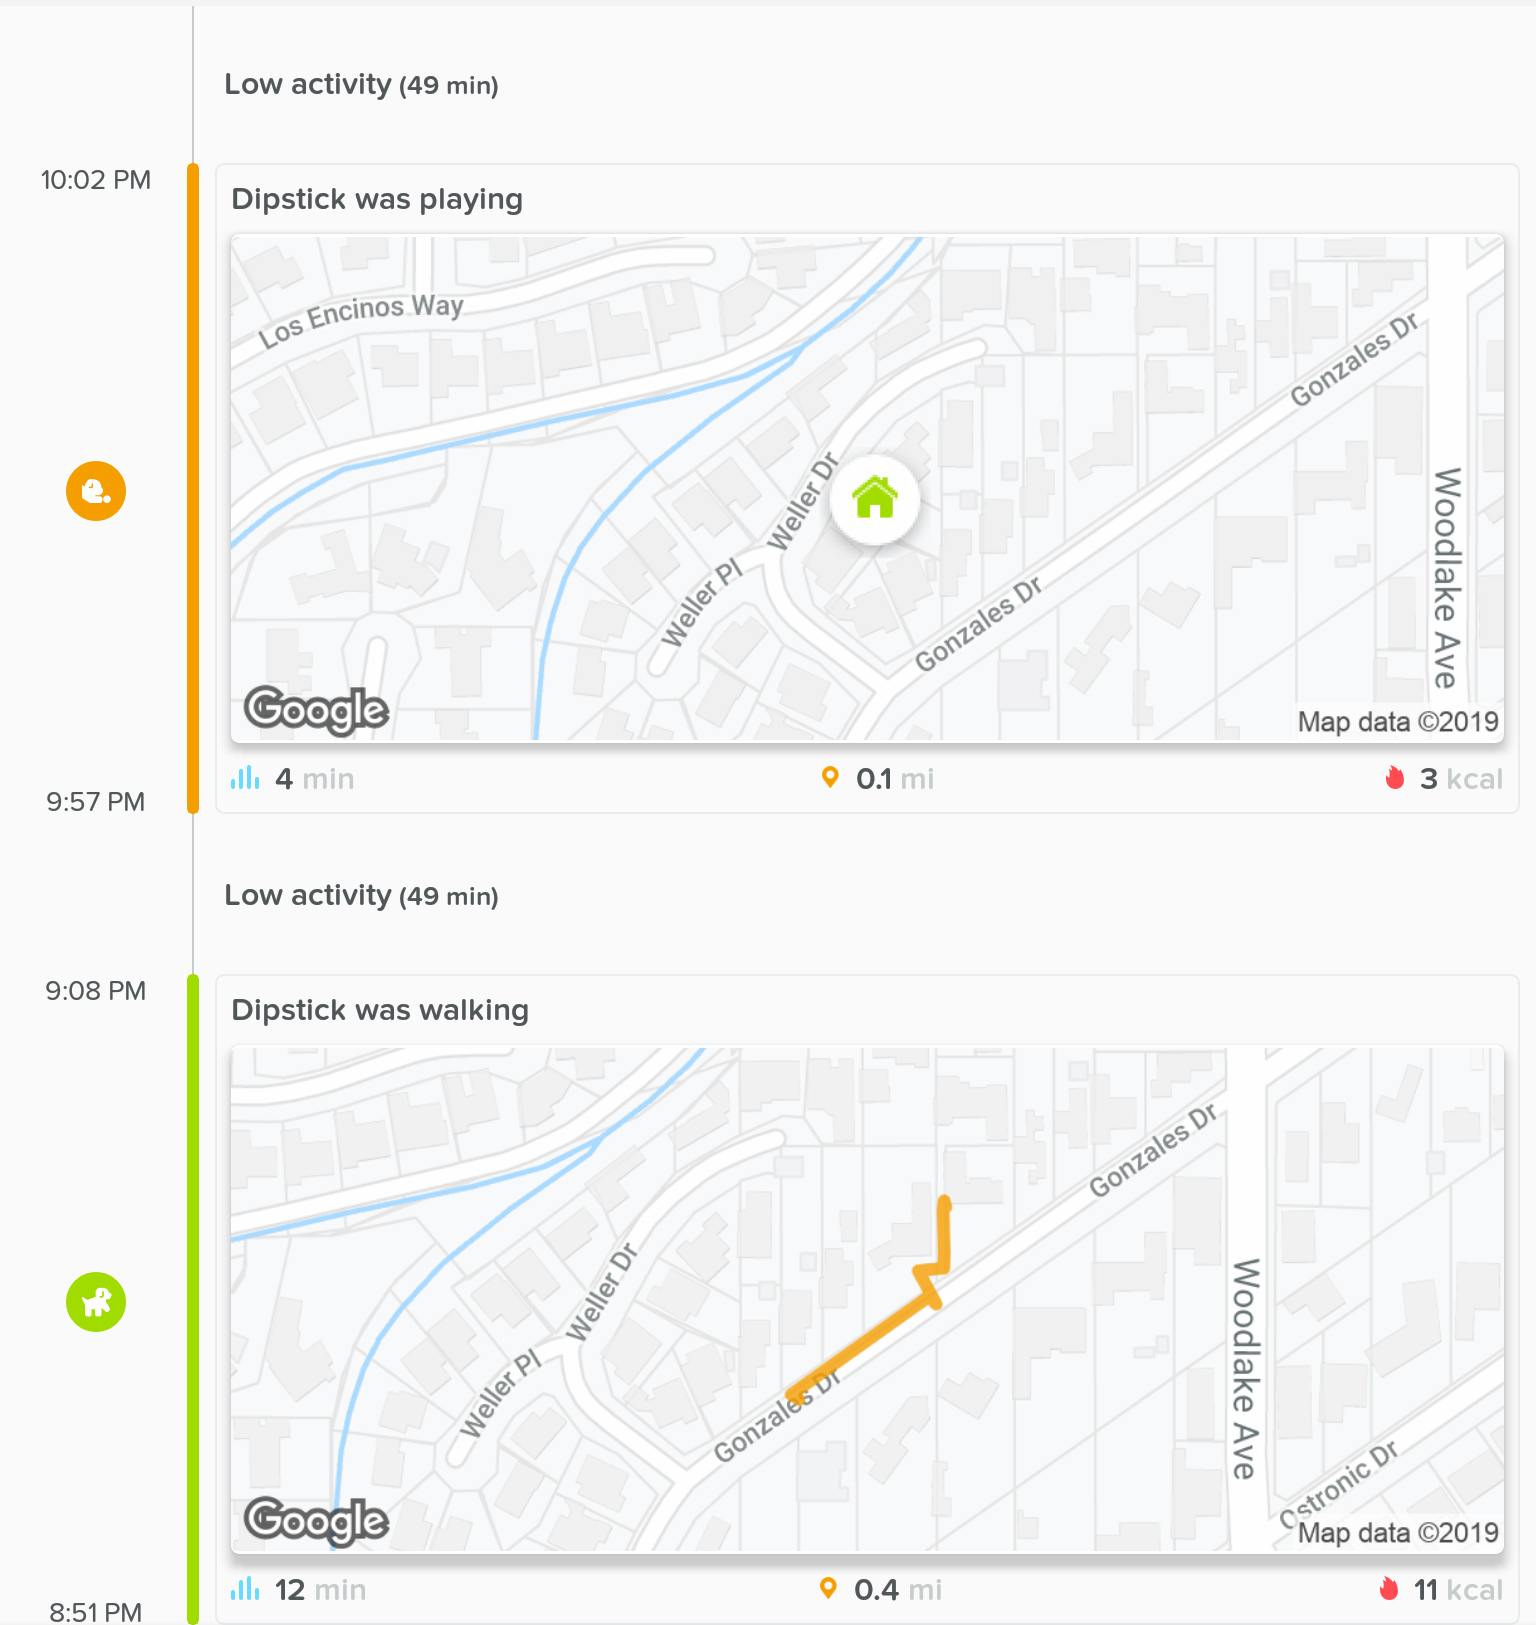 Low activity (49 min)
10:02 PM
Dipstick was playing
Los Encinos Way
Gonzales Dr
Weller Dr
Woodlake Ave
Weller Pl
Gonzales Dr
Google
Map data ©2019
4 min
0.1 mi
3 kcal
9:57 PM
Low activity (49 min)
9:08 PM
Dipstick was walking
Gonzales Dr
Weller Dr
Woodlake Ave
Weller Pl
Gonzales Dr
Ostronic Dr
Google
Map data ©2019
12 min
0.4 mi
11 kcal
8:51 PM